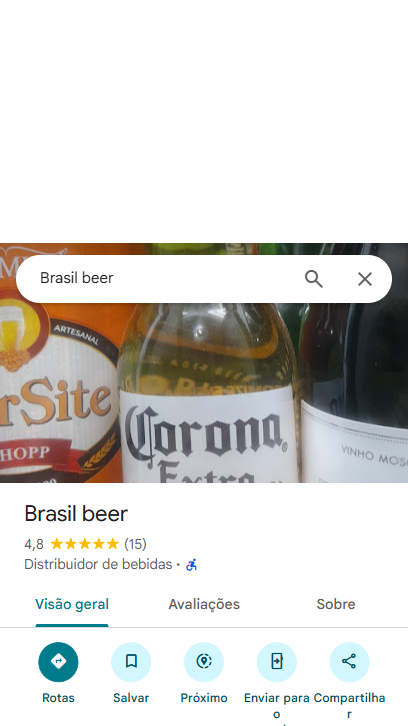 Brasil beer
ARTESANAL
rSite
HOPP
Corona
Extra
VINHO MOS
Brasil beer
4,8 (15)
Distribuidor de bebidas ·
Visão geral Avaliações Sobre
Rotas Salvar Próximo Enviar para Compartilha
o r